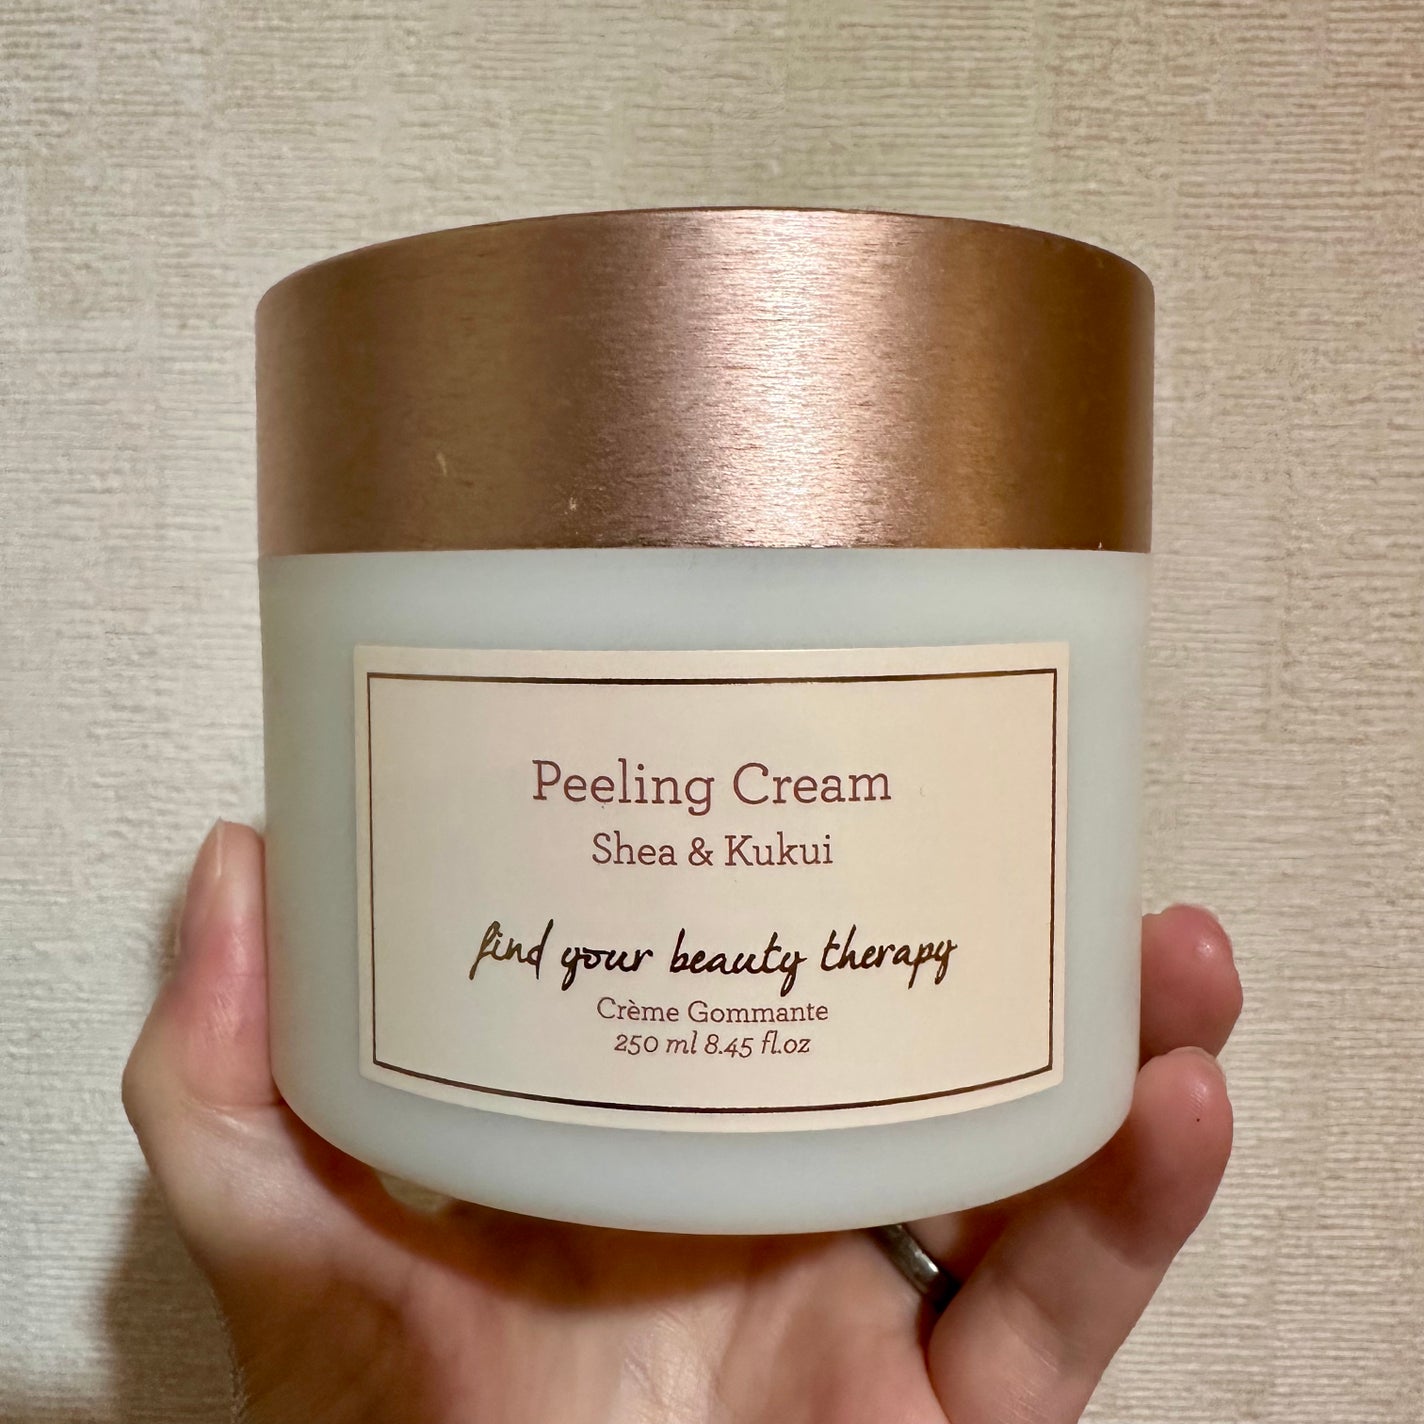 Peeling Cream
Shea & Kukui
find your beauty therapy
Crème Gommante
250 ml 8.45 fl.oz